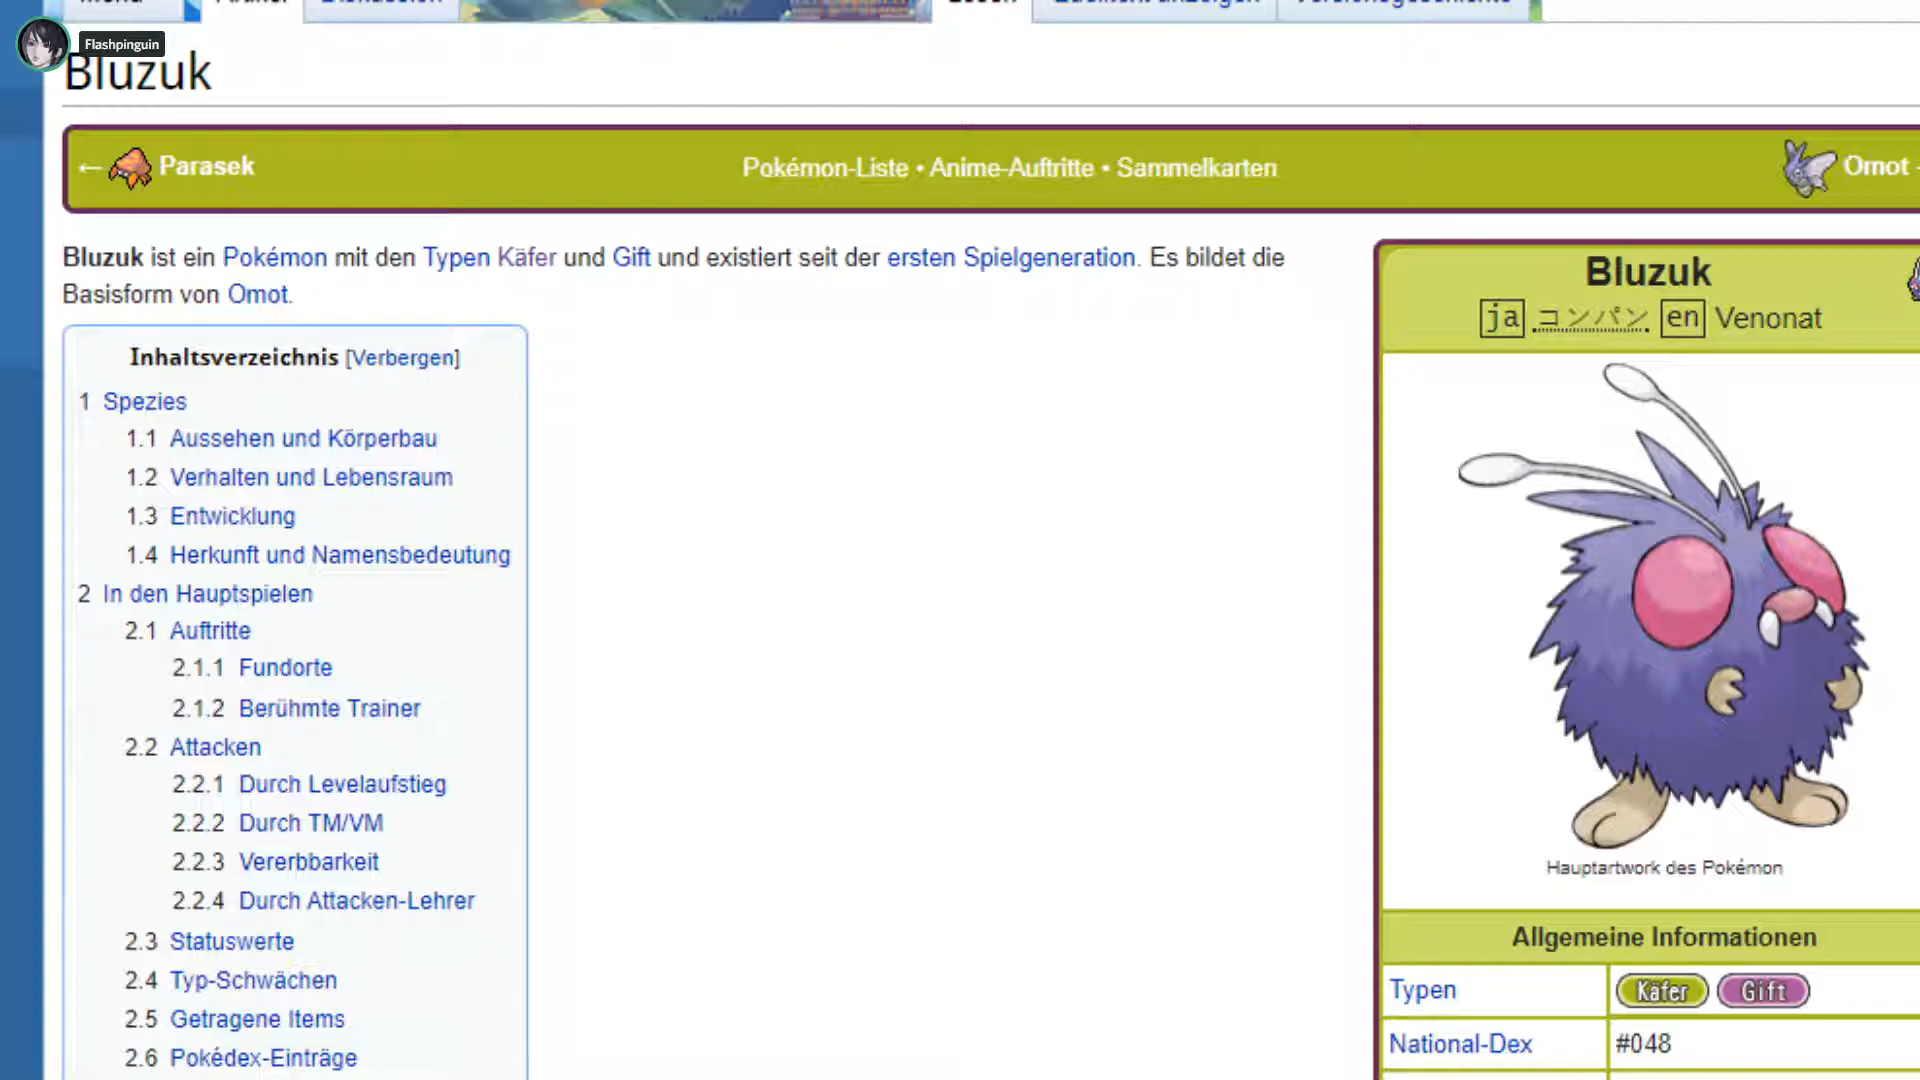 Flashpinguin
Bluzuk
← Parasek
Pokémon-Liste • Anime-Auftritte • Sammelkarten
Omot
Bluzuk ist ein Pokémon mit den Typen Käfer und Gift und existiert seit der ersten Spielgeneration. Es bildet die
Basisform von Omot.
Inhaltsverzeichnis [Verbergen]
1 Spezies
1.1 Aussehen und Körperbau
1.2 Verhalten und Lebensraum
1.3 Entwicklung
1.4 Herkunft und Namensbedeutung
2 In den Hauptspielen
2.1 Auftritte
2.1.1 Fundorte
2.1.2 Berühmte Trainer
2.2 Attacken
2.2.1 Durch Levelaufstieg
2.2.2 Durch TM/VM
2.2.3 Vererbbarkeit
2.2.4 Durch Attacken-Lehrer
2.3 Statuswerte
2.4 Typ-Schwächen
2.5 Getragene Items
2.6 Pokédex-Einträge
Bluzuk
ja コンパン en Venonat
Hauptartwork des Pokémon
Allgemeine Informationen
Typen Käfer Gift
National-Dex #048